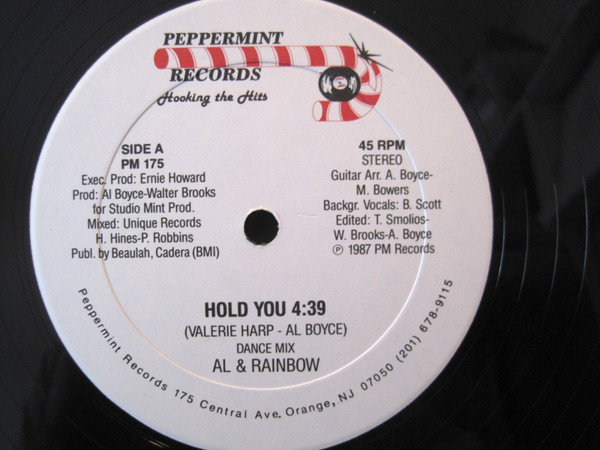 PEPPERMINT
RECORDS
Hooking the Hits
SIDE A
PM 175
Exec. Prod: Ernie Howard
Prod: Al Boyce-Walter Brooks
for Studio Mint Prod.
Mixed: Unique Records
H. Hines-P. Robbins
Publ. by Beaulah, Cadera (BMI)
45 RPM
STEREO
Guitar Arr. A. Boyce-
M. Bowers
Backgr. Vocals: B. Scott
Edited: T. Smolios-
W. Brooks-A. Boyce
℗ 1987 PM Records
HOLD YOU 4:39
(VALERIE HARP - AL BOYCE)
DANCE MIX
AL & RAINBOW
Peppermint Records 175 Central Ave. Orange, NJ 07050 (201) 678-9115